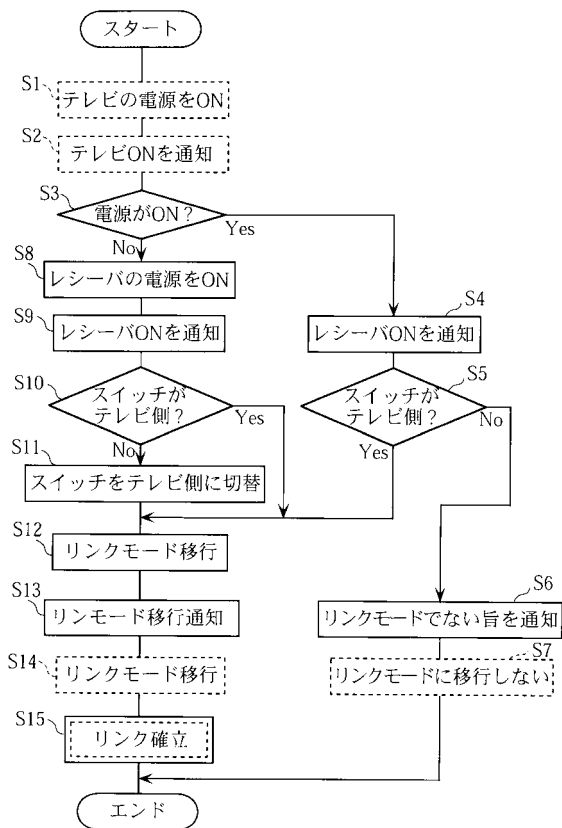 スタート
S1
テレビの電源をON
S2
テレビONを通知
S3
電源がON?
Yes
No
S8
レシーバの電源をON
S9
レシーバONを通知
S4
レシーバONを通知
S10
スイッチが
テレビ側?
Yes
No
S5
スイッチが
テレビ側?
No
Yes
S11
スイッチをテレビ側に切替
S12
リンクモード移行
S13
リンモード移行通知
S6
リンクモードでない旨を通知
S14
リンクモード移行
S7
リンクモードに移行しない
S15
リンク確立
エンド